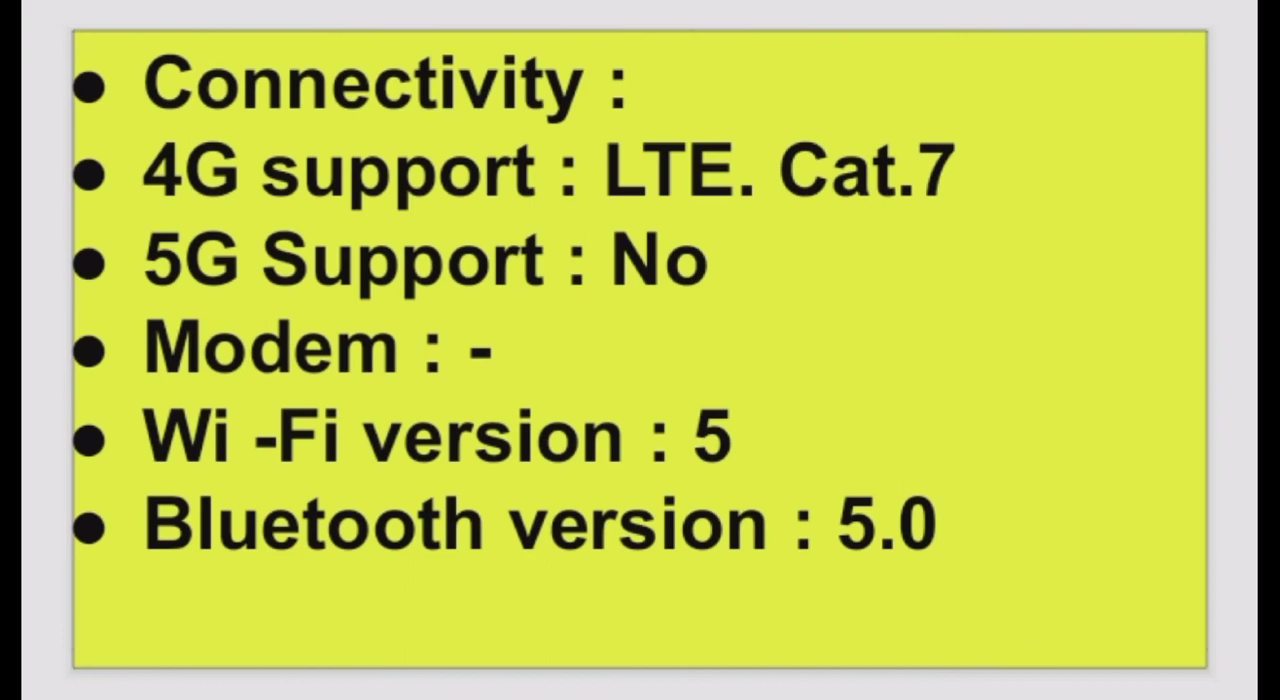 • Connectivity :
• 4G support : LTE. Cat.7
• 5G Support : No
• Modem : -
• Wi -Fi version : 5
• Bluetooth version : 5.0